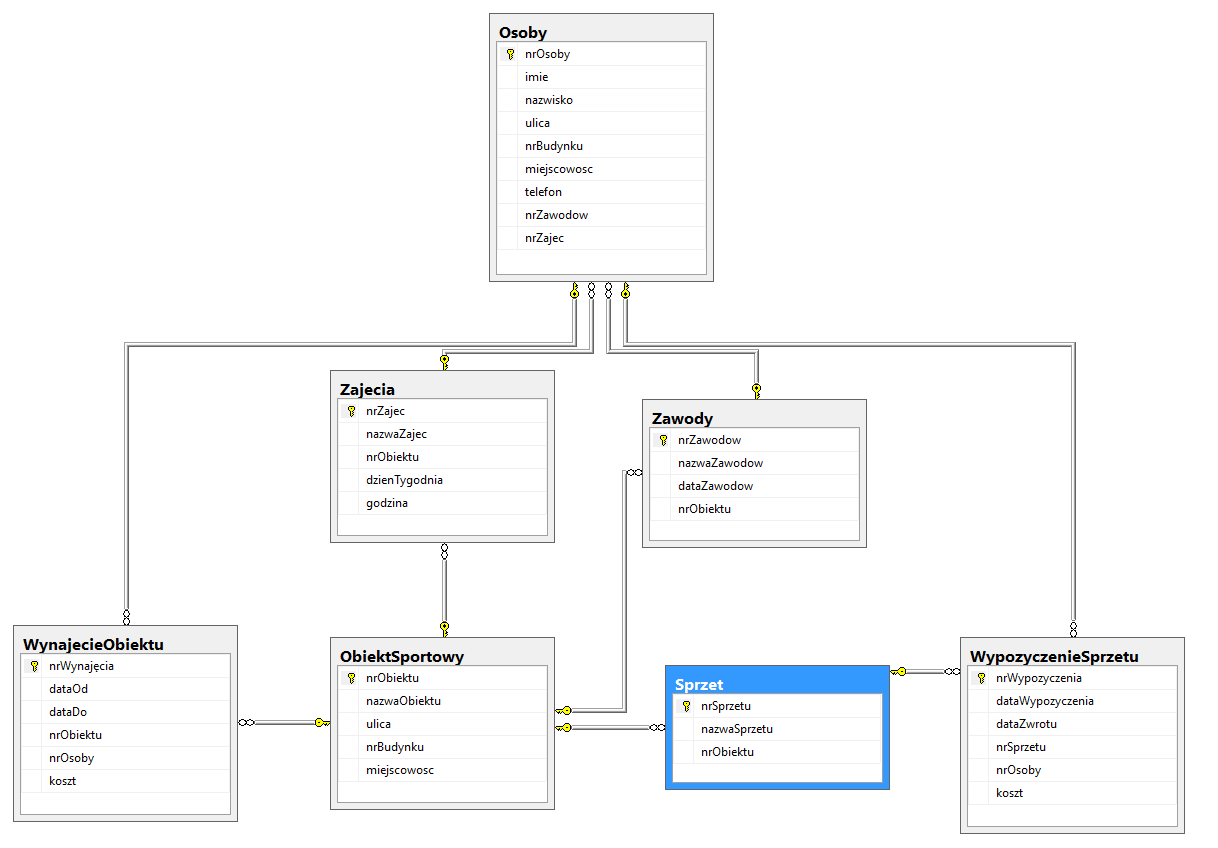 Osoby
nrOsoby
imie
nazwisko
ulica
nrBudynku
miejscowosc
telefon
nrZawodow
nrZajec
Zajecia
nrZajec
nazwaZajec
nrObiektu
dzienTygodnia
godzina
Zawody
nrZawodow
nazwaZawodow
dataZawodow
nrObiektu
WynajecieObiektu
nrWynajęcia
dataOd
dataDo
nrObiektu
nrOsoby
koszt
ObiektSportowy
nrObiektu
nazwaObiektu
ulica
nrBudynku
miejscowosc
Sprzet
nrSprzetu
nazwaSprzetu
nrObiektu
WypozyczenieSprzetu
nrWypozyczenia
dataWypozyczenia
dataZwrotu
nrSprzetu
nrOsoby
koszt